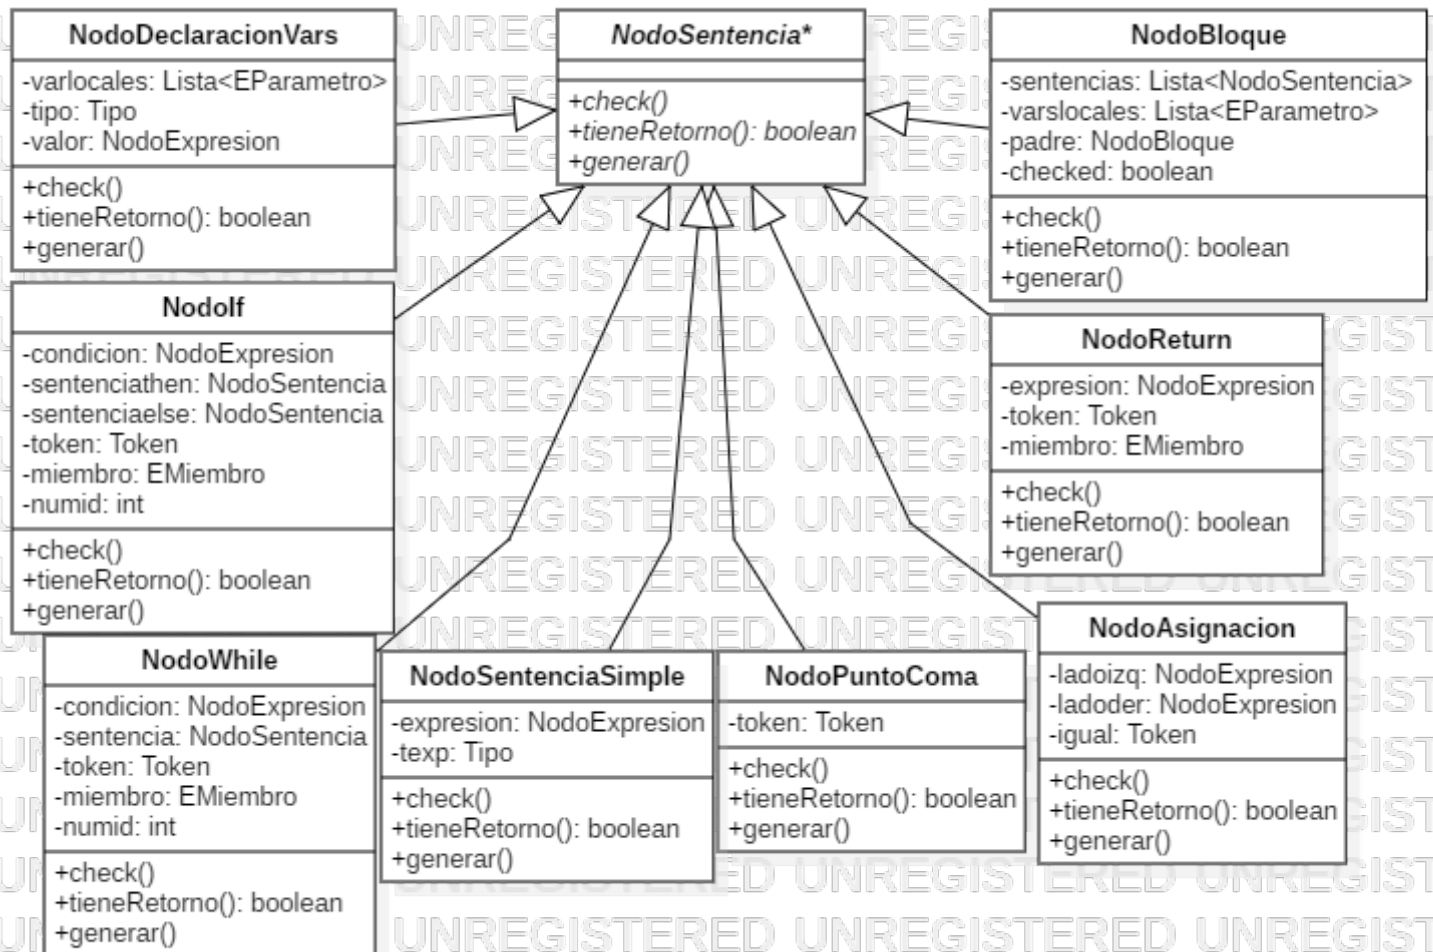 NodoDeclaracionVars
-varlocales: Lista<EParametro>
-tipo: Tipo
-valor: NodoExpresion
+check()
+tieneRetorno(): boolean
+generar()
NodoSentencia*
+check()
+tieneRetorno(): boolean
+generar()
NodoBloque
-sentencias: Lista<NodoSentencia>
-varslocales: Lista<EParametro>
-padre: NodoBloque
-checked: boolean
+check()
+tieneRetorno(): boolean
+generar()
NodoIf
-condicion: NodoExpresion
-sentenciathen: NodoSentencia
-sentenciaelse: NodoSentencia
-token: Token
-miembro: EMiembro
-numid: int
+check()
+tieneRetorno(): boolean
+generar()
NodoReturn
-expresion: NodoExpresion
-token: Token
-miembro: EMiembro
+check()
+tieneRetorno(): boolean
+generar()
NodoWhile
-condicion: NodoExpresion
-sentencia: NodoSentencia
-token: Token
-miembro: EMiembro
-numid: int
+check()
+tieneRetorno(): boolean
+generar()
NodoSentenciaSimple
-expresion: NodoExpresion
-texp: Tipo
+check()
+tieneRetorno(): boolean
+generar()
NodoPuntoComa
-token: Token
+check()
+tieneRetorno(): boolean
+generar()
NodoAsignacion
-ladoizq: NodoExpresion
-ladoder: NodoExpresion
-igual: Token
+check()
+tieneRetorno(): boolean
+generar()
UNREGISTERED UNREGISTERED